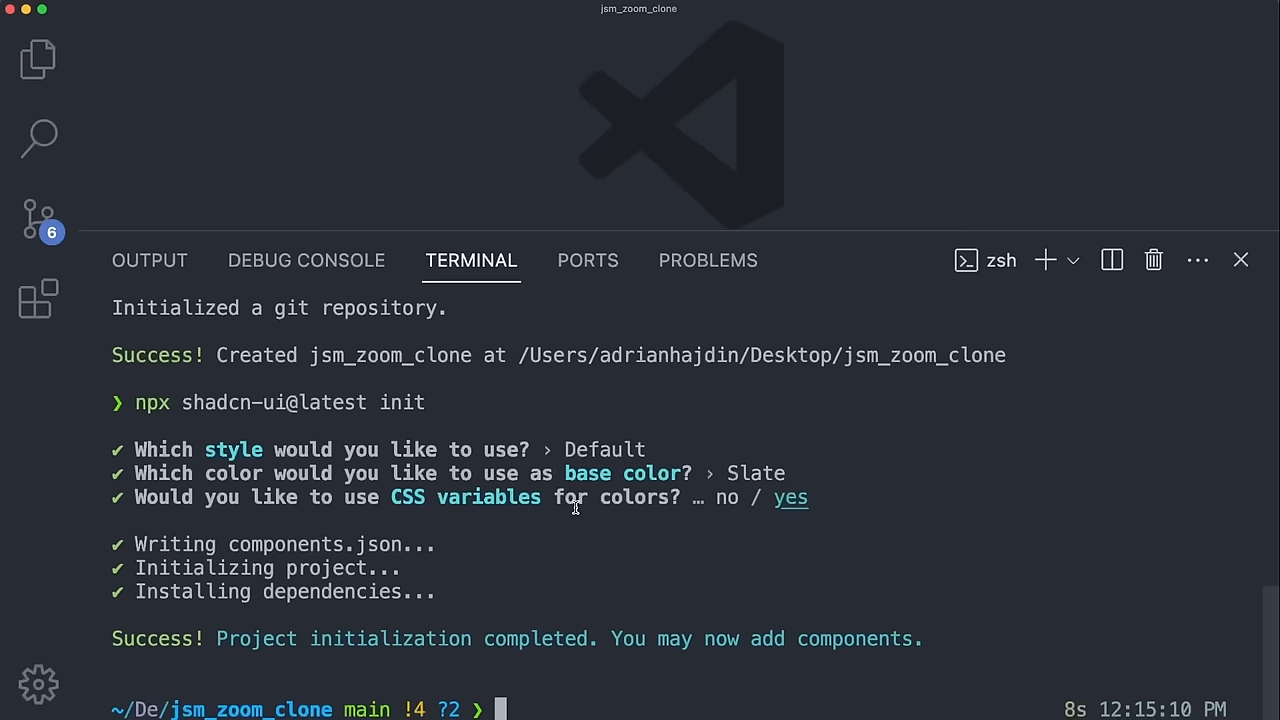 jsm_zoom_clone
6
OUTPUT DEBUG CONSOLE TERMINAL PORTS PROBLEMS zsh
Initialized a git repository.
Success! Created jsm_zoom_clone at /Users/adrianhajdin/Desktop/jsm_zoom_clone
❯ npx shadcn-ui@latest init
✔ Which style would you like to use? › Default
✔ Which color would you like to use as base color? › Slate
✔ Would you like to use CSS variables for colors? … no / yes
✔ Writing components.json...
✔ Initializing project...
✔ Installing dependencies...
Success! Project initialization completed. You may now add components.
~/De/jsm_zoom_clone main !4 ?2 ❯ 8s 12:15:10 PM